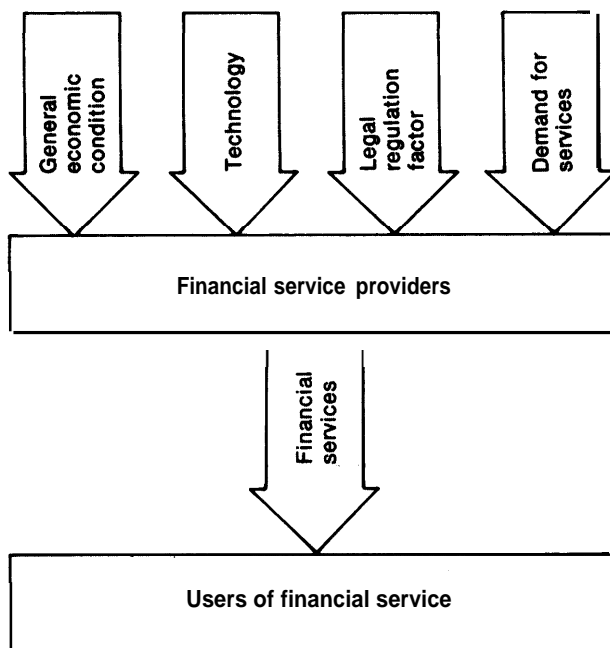 General
economic
condition
Technology
Legal
regulation
factor
Demand for
services
Financial service providers
Financial
services
Users of financial service